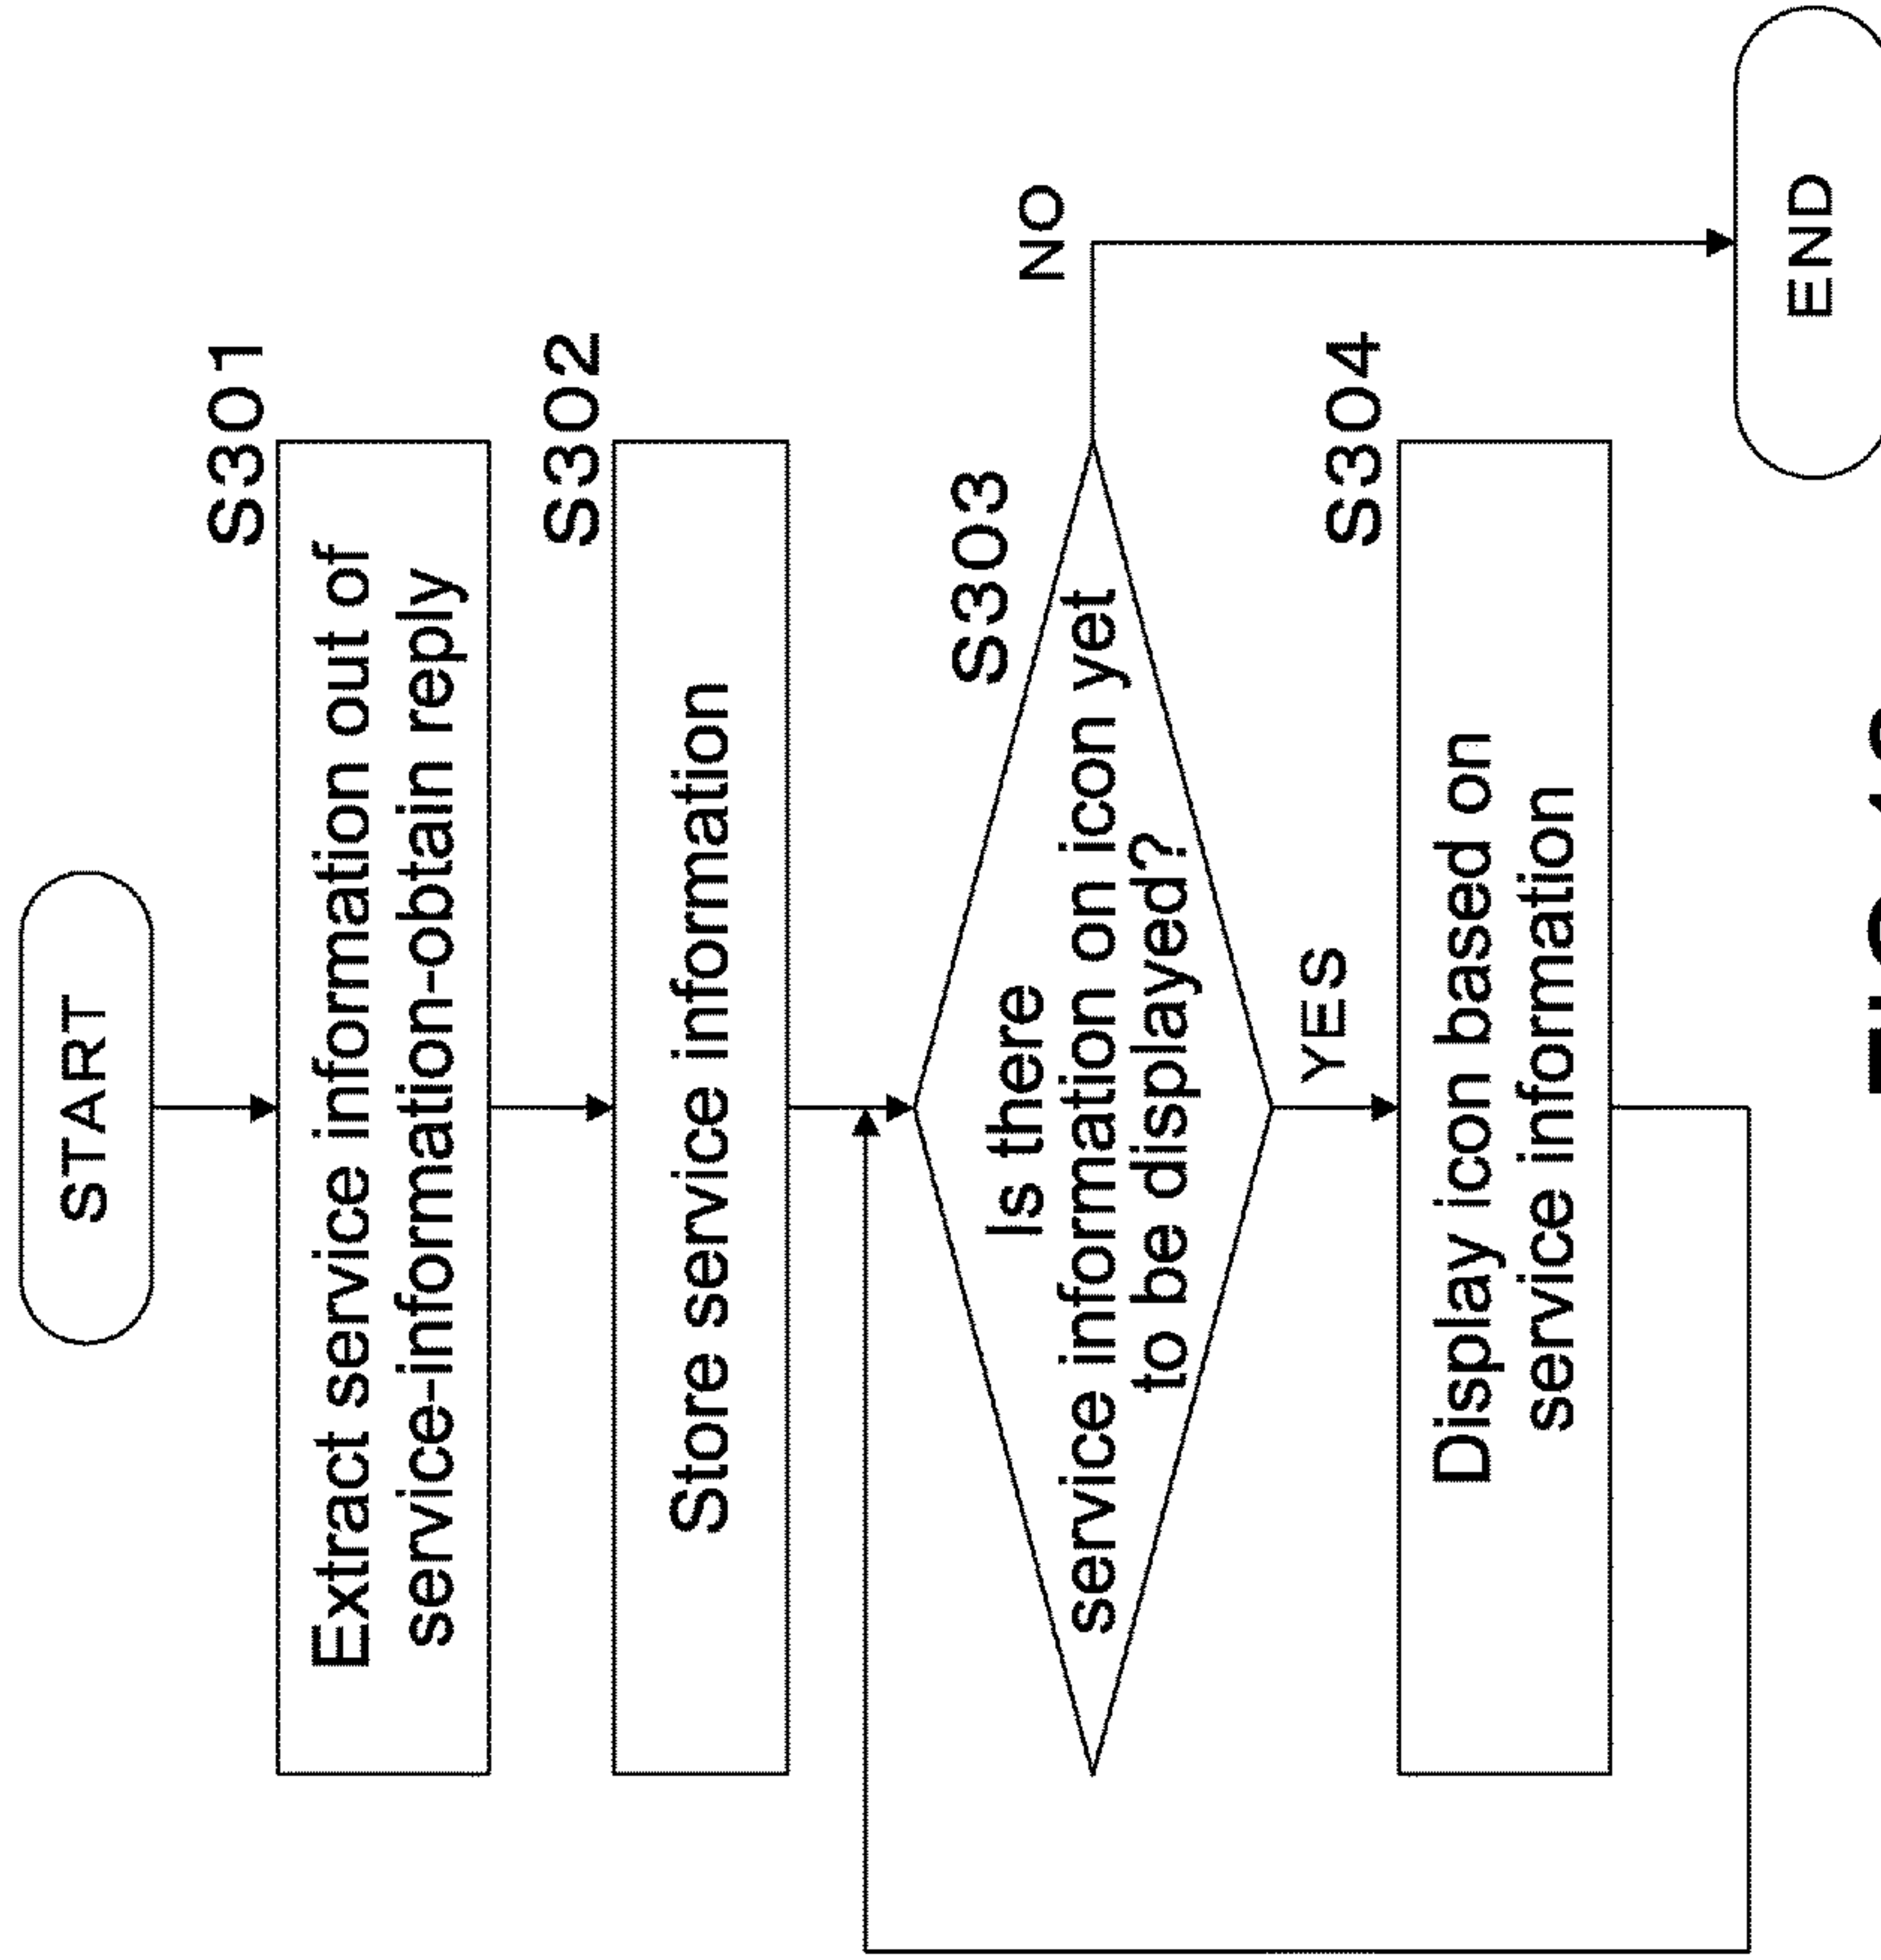 START
S301
Extract service information out of
service-information-obtain reply
S302
Store service information
S303
Is there
service information on icon yet
to be displayed?
NO
YES
S304
Display icon based on
service information
END